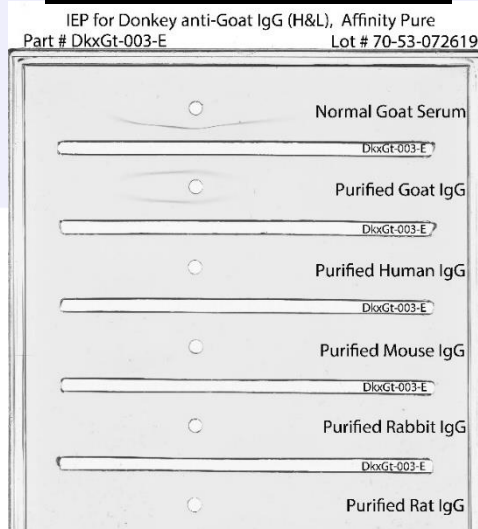 IEP for Donkey anti-Goat IgG (H&L), Affinity Pure
Part # DkxGt-003-E Lot # 70-53-072619
Normal Goat Serum
DkxGt-003-E
Purified Goat IgG
DkxGt-003-E
Purified Human IgG
DkxGt-003-E
Purified Mouse IgG
DkxGt-003-E
Purified Rabbit IgG
DkxGt-003-E
Purified Rat IgG